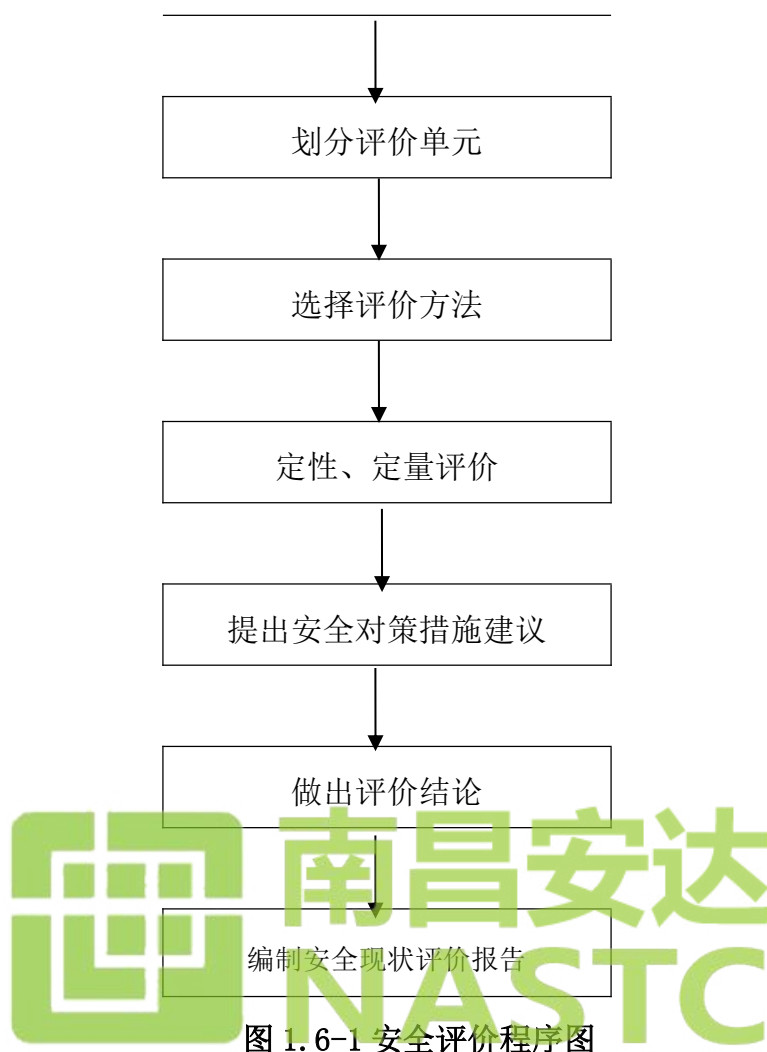 划分评价单元
选择评价方法
定性、定量评价
提出安全对策措施建议
做出评价结论
南昌安达
编制安全现状评价报告
NASTC
图 1.6-1 安全评价程序图